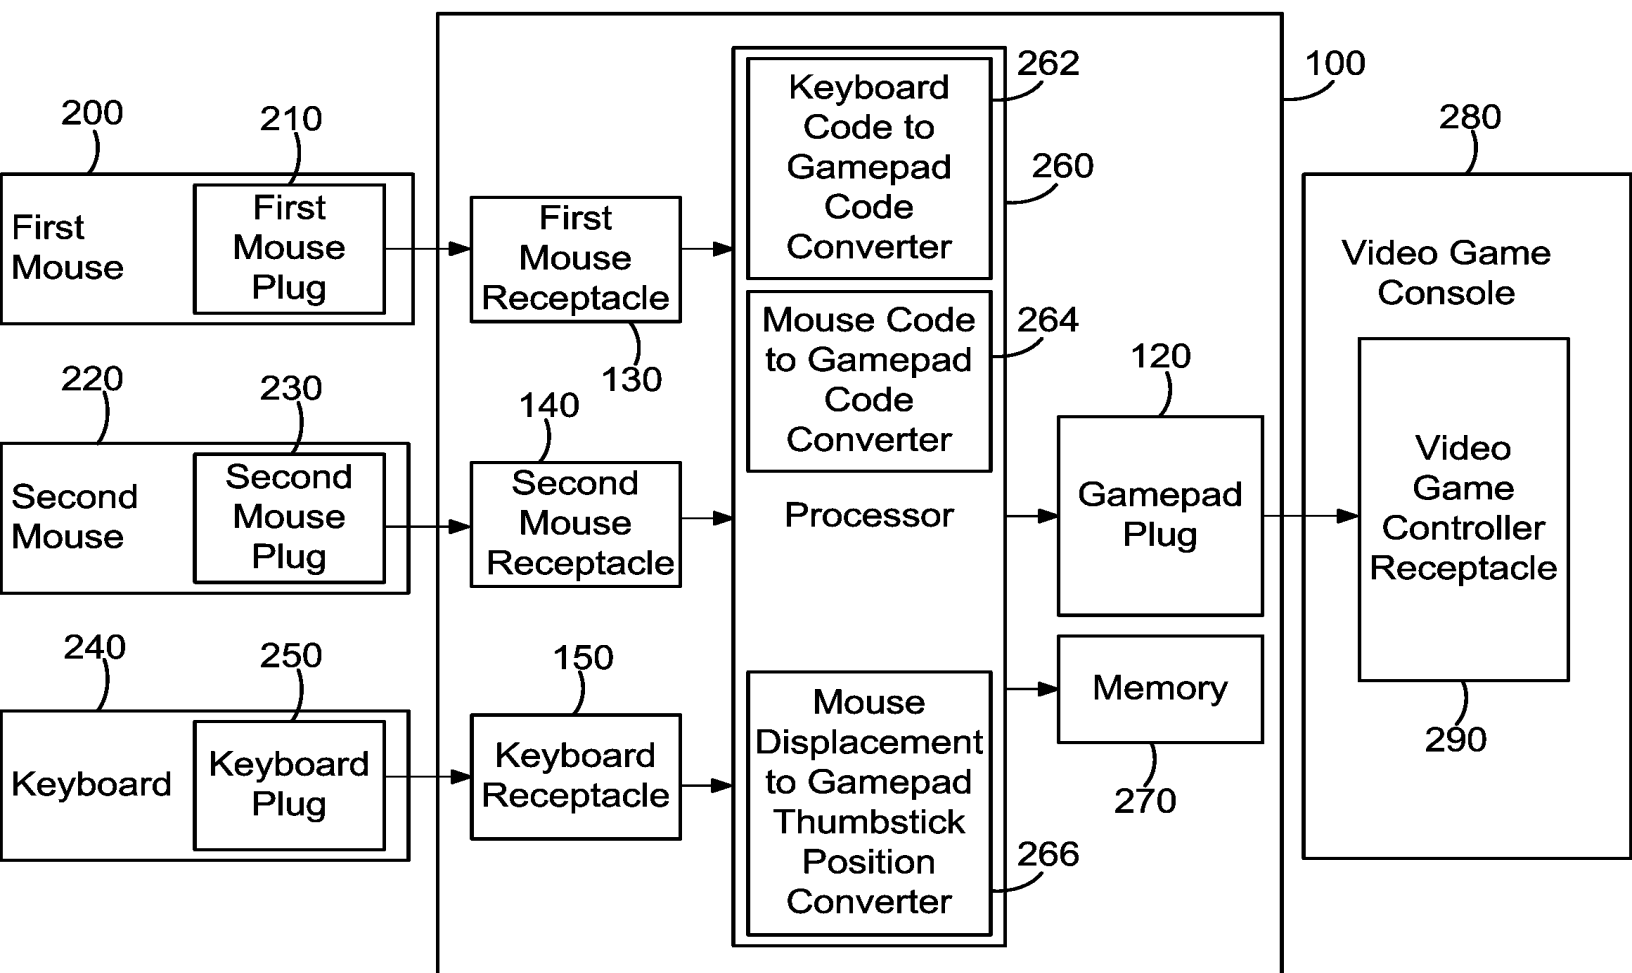 200
210
First
Mouse
First
Mouse
Plug
220
230
Second
Mouse
Second
Mouse
Plug
240
250
Keyboard
Keyboard
Plug
First
Mouse
Receptacle
130
140
Second
Mouse
Receptacle
150
Keyboard
Receptacle
262
Keyboard
Code to
Gamepad
Code
Converter
260
264
Mouse Code
to Gamepad
Code
Converter
Processor
Mouse
Displacement
to Gamepad
Thumbstick
Position
Converter
266
100
120
Gamepad
Plug
Memory
270
280
Video Game
Console
Video
Game
Controller
Receptacle
290